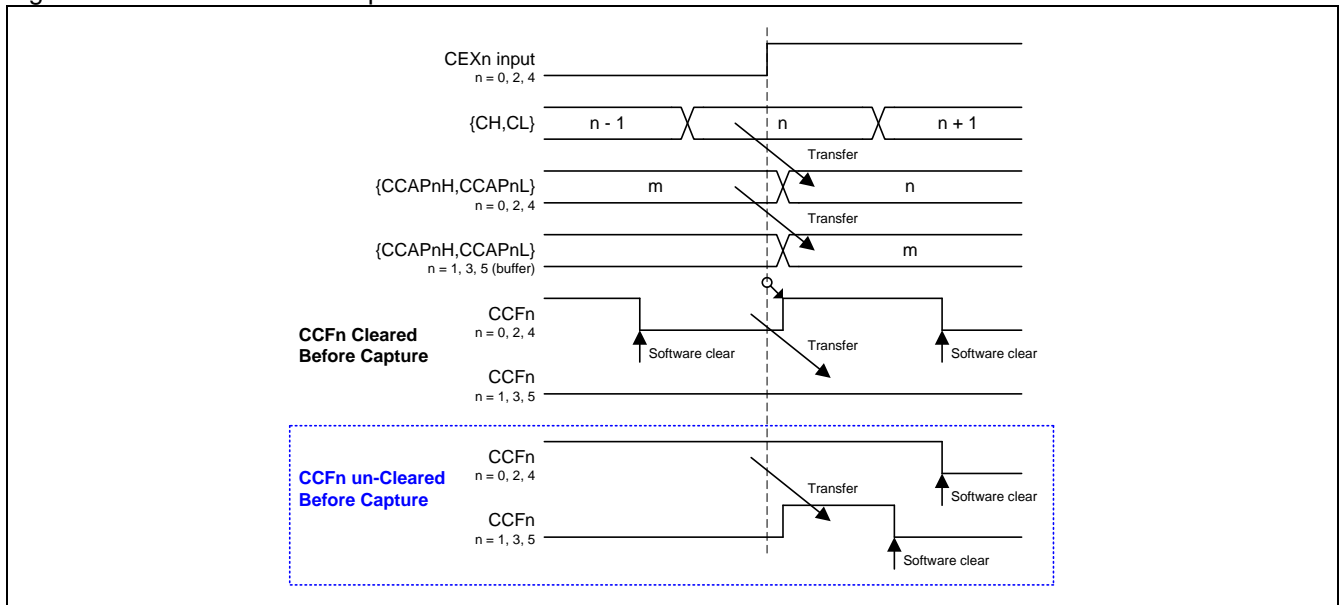 CEXn input
n = 0, 2, 4
{CH,CL}
n - 1
n
n + 1
Transfer
{CCAPnH,CCAPnL}
n = 0, 2, 4
m
n
Transfer
{CCAPnH,CCAPnL}
n = 1, 3, 5 (buffer)
m
CCFn Cleared
Before Capture
CCFn
n = 0, 2, 4
Software clear
Transfer
Software clear
CCFn
n = 1, 3, 5
CCFn un-Cleared
Before Capture
CCFn
n = 0, 2, 4
Transfer
Software clear
CCFn
n = 1, 3, 5
Software clear